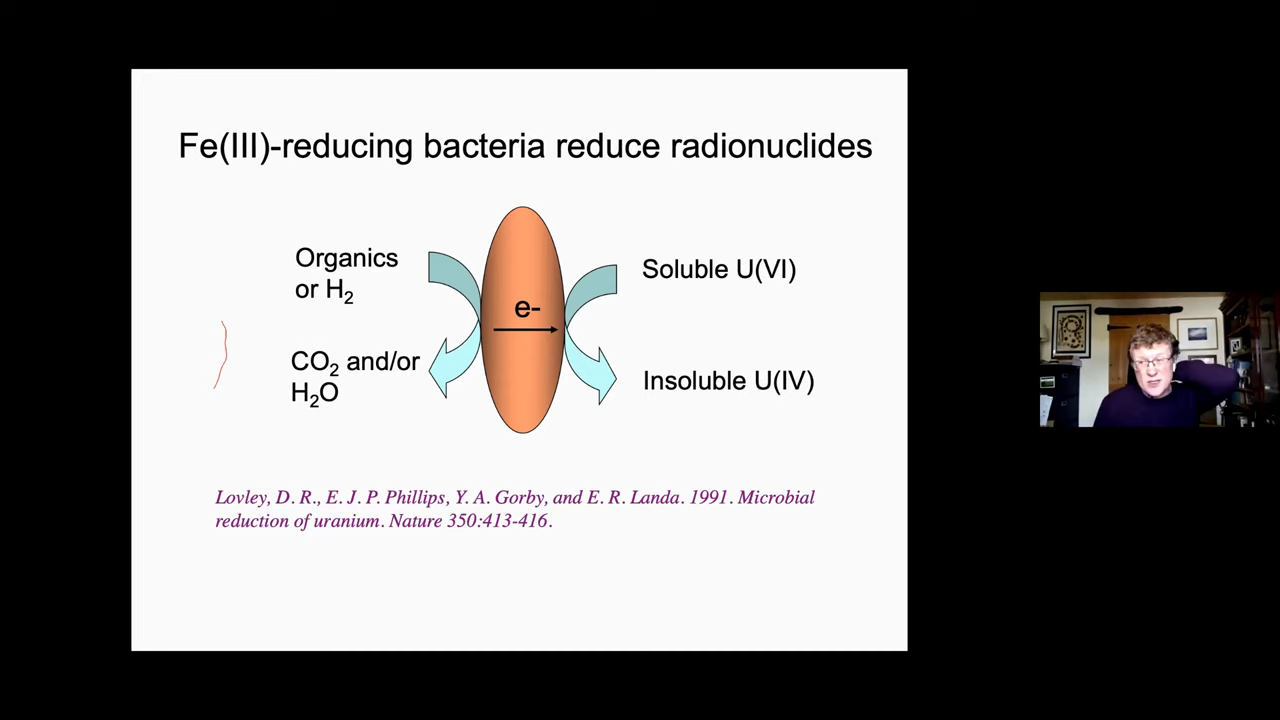 Fe(III)-reducing bacteria reduce radionuclides
Organics
or H₂
CO₂ and/or
H₂O
e-
Soluble U(VI)
Insoluble U(IV)
Lovley, D. R., E. J. P. Phillips, Y. A. Gorby, and E. R. Landa. 1991. Microbial
reduction of uranium. Nature 350:413-416.